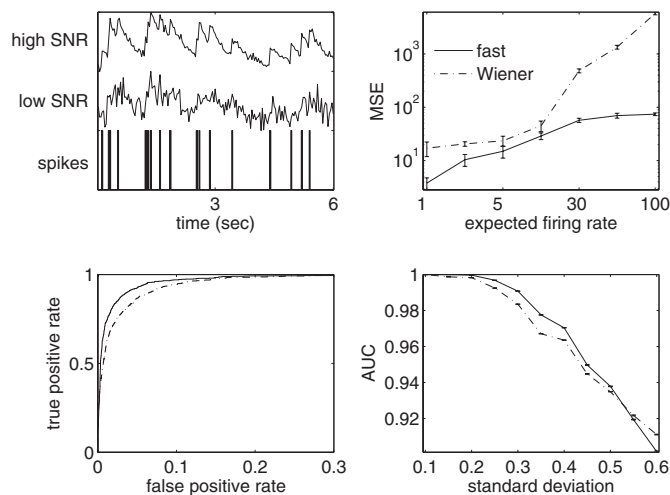 high SNR
low SNR
spikes
3
6
time (sec)
10^3
10^2
10^1
MSE
fast
Wiener
1
5
30
100
expected firing rate
1
0.5
0
true positive rate
0
0.1
0.2
0.3
false positive rate
1
0.98
0.96
0.94
0.92
AUC
0.1
0.2
0.3
0.4
0.5
0.6
standard deviation